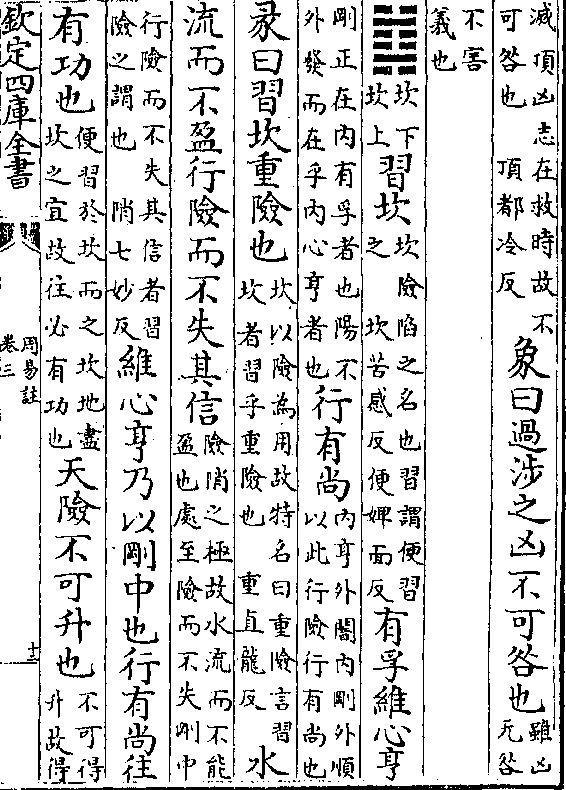 滅頂凶志在救時故不可咎也 頂都冷反象曰過涉之凶不可咎也雖凶无咎
不害義也
䷜坎下坎上習坎坎險陷之名也習謂便習之 坎苦感反便婢面反有孚維心亨
剛正在内有孚者也陽不外發而在乎内心亨者也行有尚内亨外闇内剛外順以此行險行有尚也
彖曰習坎重險也坎以險為用故特名曰重險言習坎者習乎重險也 重直龍反水
流而不盈行險而不失其信險陗之極故水流而不能盈也處至險而不失剛中
行險而不失其信者習險之謂也 陗七妙反維心亨乃以剛中也行有尚往
有功也便習於坎而之坎地盡坎之宜故往必有功也天險不可升也不可得升故得
欽定四庫全書
周易註
卷三
十三